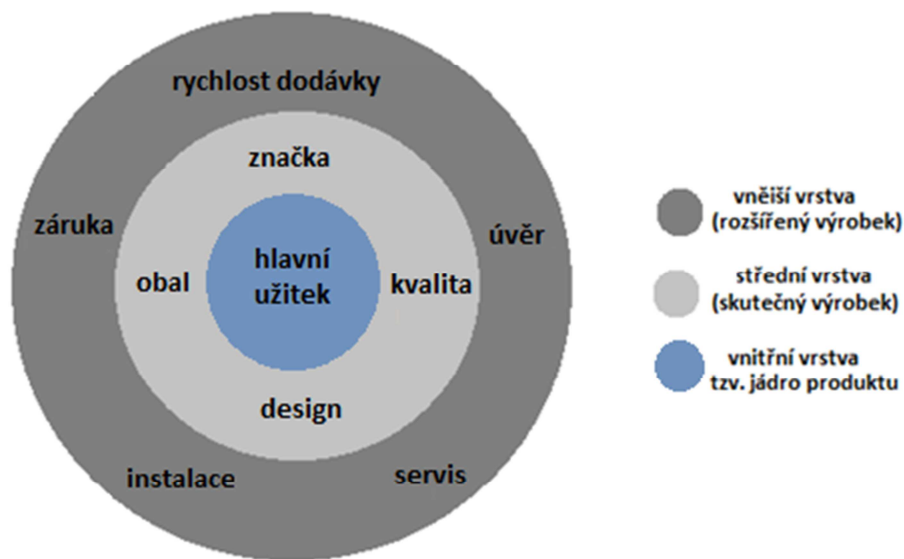 rychlost dodávky
značka
záruka
úvěr
obal
hlavní
užitek
kvalita
design
instalace
servis
vnější vrstva
(rozšířený výrobek)
střední vrstva
(skutečný výrobek)
vnitřní vrstva
tzv. jádro produktu